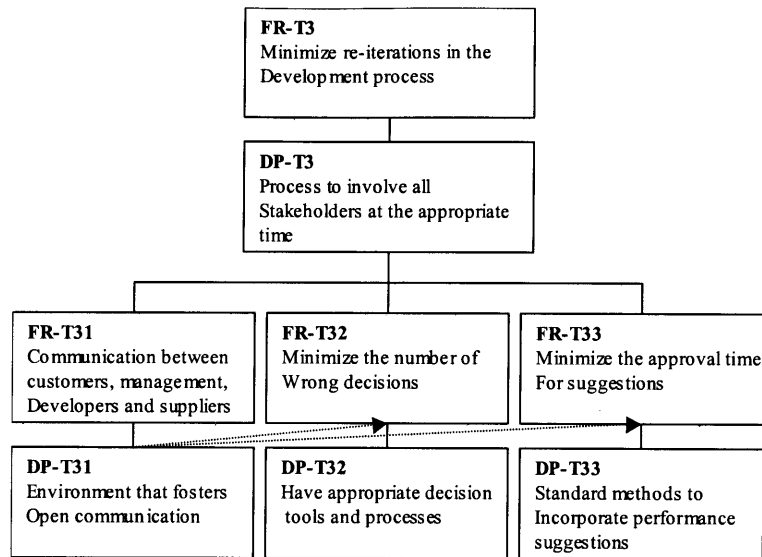 FR-T3
Minimize re-iterations in the
Development process
DP-T3
Process to involve all
Stakeholders at the appropriate
time
FR-T31
Communication between
customers, management,
Developers and suppliers
FR-T32
Minimize the number of
Wrong decisions
FR-T33
Minimize the approval time
For suggestions
DP-T31
Environment that fosters
Open communication
DP-T32
Have appropriate decision
tools and processes
DP-T33
Standard methods to
Incorporate performance
suggestions